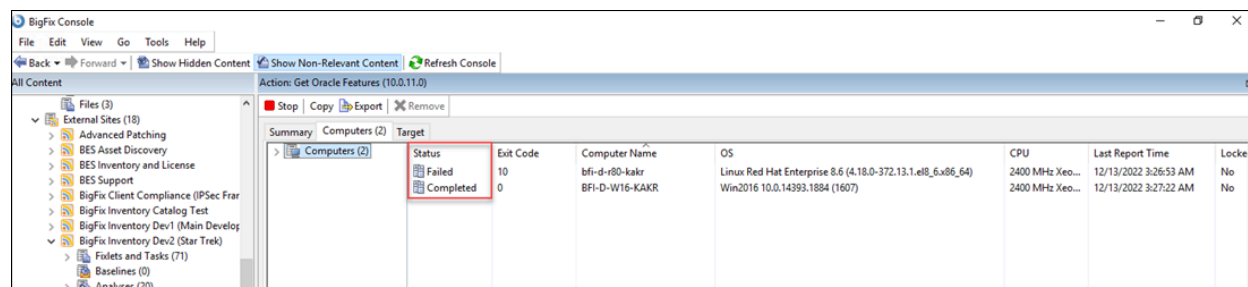 BigFix Console
File Edit View Go Tools Help
Back Forward Show Hidden Content Show Non-Relevant Content Refresh Console
All Content
Action: Get Oracle Features (10.0.11.0)
Files (3)
External Sites (18)
Advanced Patching
BES Asset Discovery
BES Inventory and License
BES Support
BigFix Client Compliance (IPSec Frar
BigFix Inventory Catalog Test
BigFix Inventory Dev1 (Main Develop
BigFix Inventory Dev2 (Star Trek)
Fixlets and Tasks (71)
Baselines (0)
Analyses (20)
Stop Copy Export Remove
Summary Computers (2) Target
Computers (2)
Status Exit Code Computer Name OS CPU Last Report Time Locke
Failed 10 bfi-d-r80-kakr Linux Red Hat Enterprise 8.6 (4.18.0-372.13.1.el8_6.x86_64) 2400 MHz Xeo... 12/13/2022 3:26:53 AM No
Completed 0 BFI-D-W16-KAKR Win2016 10.0.14393.1884 (1607) 2400 MHz Xeo... 12/13/2022 3:27:22 AM No